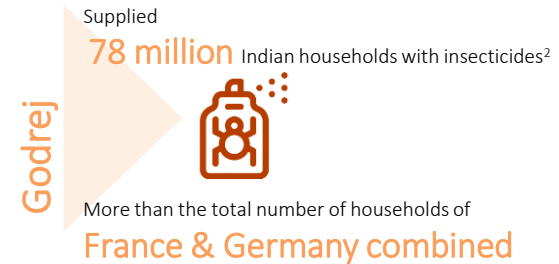 Godrej
Supplied
78 million Indian households with insecticides²
More than the total number of households of
France & Germany combined